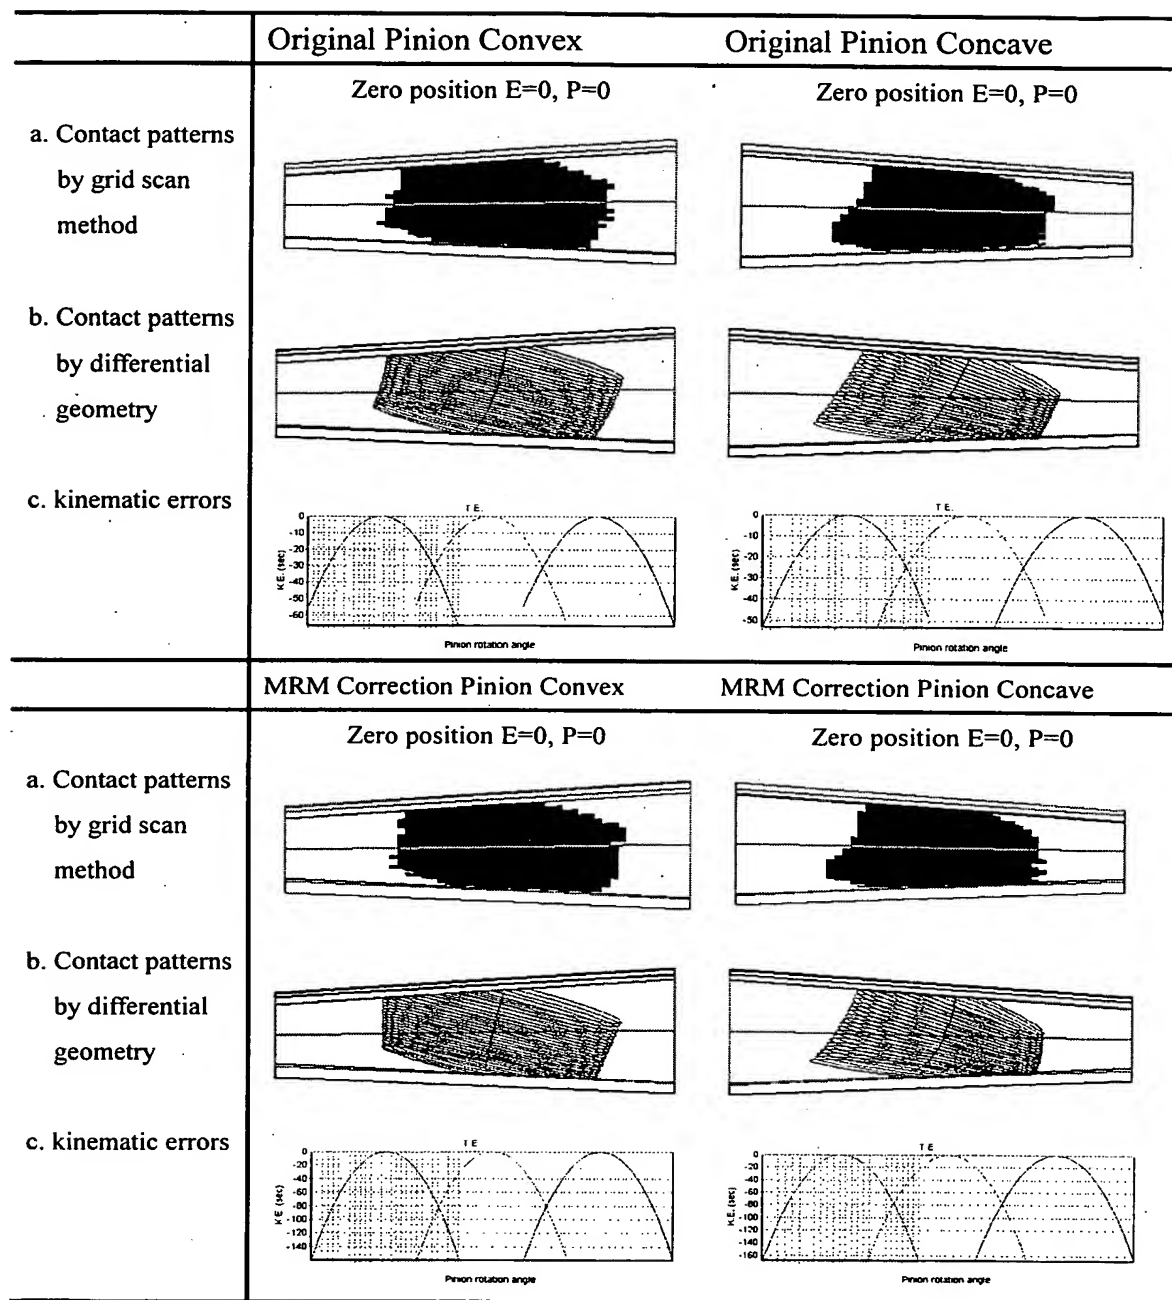 Original Pinion Convex
Original Pinion Concave
Zero position E=0, P=0
Zero position E=0, P=0
a. Contact patterns
by grid scan
method
b. Contact patterns
by differential
geometry
c. kinematic errors
T E.
0
-10
-20
-30
-40
-50
-60
K.E. (sec)
Pinion rotation angle
T E.
0
-10
-20
-30
-40
-50
K.E. (sec)
Pinion rotation angle
MRM Correction Pinion Convex
MRM Correction Pinion Concave
Zero position E=0, P=0
Zero position E=0, P=0
a. Contact patterns
by grid scan
method
b. Contact patterns
by differential
geometry
c. kinematic errors
T E
0
-20
-40
-60
-80
-100
-120
-140
K.E. (sec)
Pinion rotation angle
T E
0
-20
-40
-60
-80
-100
-120
-140
-160
K.E. (sec)
Pinion rotation angle